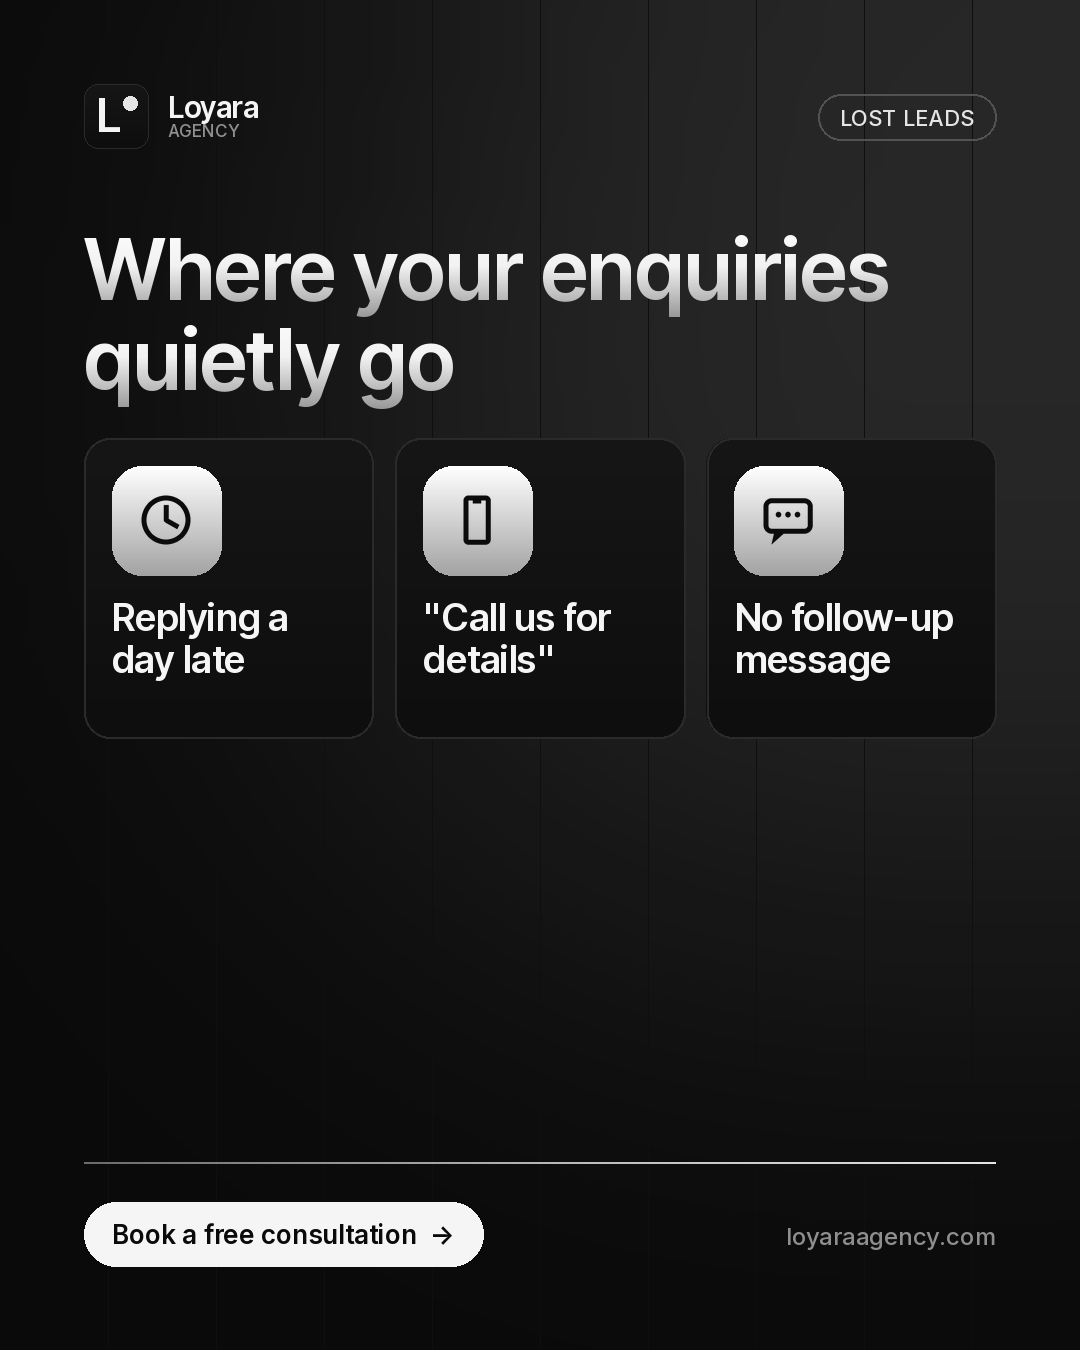 Loyara
AGENCY
LOST LEADS
Where your enquiries
quietly go
Replying a
day late
"Call us for
details"
No follow-up
message
Book a free consultation →
loyaraagency.com